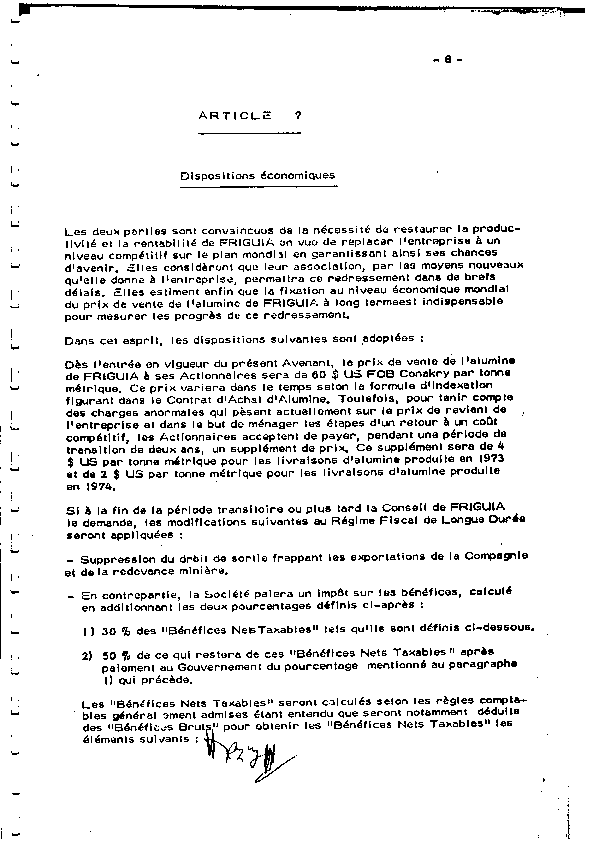 - 8 -
ARTICLE 7
Dispositions économiques
Les deux parties sont convaincues de la nécessité de restaurer la produc-
tivité et la rentabilité de FRIGUIA en vue de replacer l'entreprise à un
niveau compétitif sur le plan mondial en garantissant ainsi ses chances
d'avenir. Elles considèrent que leur association, par les moyens nouveaux
qu'elle donne à l'entreprise, permettra ce redressement dans de brefs
délais. Elles estiment enfin que la fixation au niveau économique mondial
du prix de vente de l'alumine de FRIGUIA à long termeest indispensable
pour mesurer les progrès de ce redressement.
Dans cet esprit, les dispositions suivantes sont adoptées :
Dès l'entrée en vigueur du présent Avenant, le prix de vente de l'alumine
de FRIGUIA à ses Actionnaires sera de 60 $ US FOB Conakry par tonne
métrique. Ce prix variera dans le temps selon la formule d'indexation
figurant dans le Contrat d'Achat d'Alumine. Toutefois, pour tenir compte
des charges anormales qui pèsent actuellement sur le prix de revient de
l'entreprise et dans le but de ménager les étapes d'un retour à un coût
compétitif, les Actionnaires acceptent de payer, pendant une période de
transition de deux ans, un supplément de prix. Ce supplément sera de 4
$ US par tonne métrique pour les livraisons d'alumine produite en 1973
et de 2 $ US par tonne métrique pour les livraisons d'alumine produite
en 1974.
Si à la fin de la période transitoire ou plus tard la Conseil de FRIGUIA
le demande, les modifications suivantes au Régime Fiscal de Longue Durée
seront appliquées :
- Suppression du droit de sortie frappant les exportations de la Compagnie
et de la redevance minière.
- En contrepartie, la Société paiera un impôt sur les bénéfices, calculé
en additionnant les deux pourcentages définis ci-après :
1) 30 % des "Bénéfices NetsTaxables" tels qu'ils sont définis ci-dessous.
2) 50 % de ce qui restera de ces "Bénéfices Nets Taxables" après
paiement au Gouvernement du pourcentage mentionné au paragraphe
1) qui précède.
Les "Bénéfices Nets Taxables" seront calculés selon les règles compta-
bles général ement admises étant entendu que seront notamment déduits
des "Bénéfices Bruts" pour obtenir les "Bénéfices Nets Taxables" les
éléments suivants :